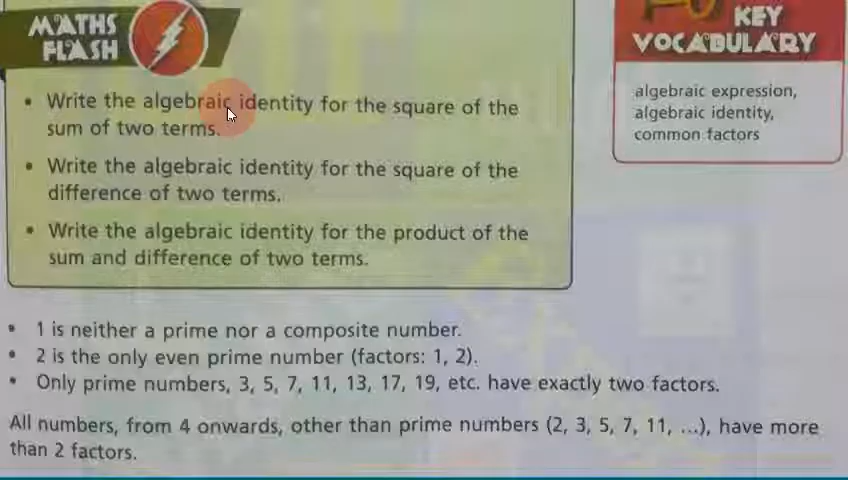 MATHS
FLASH
KEY
VOCABULARY
• Write the algebraic identity for the square of the
sum of two terms.
• Write the algebraic identity for the square of the
difference of two terms.
• Write the algebraic identity for the product of the
sum and difference of two terms.
algebraic expression,
algebraic identity,
common factors
• 1 is neither a prime nor a composite number.
• 2 is the only even prime number (factors: 1, 2).
• Only prime numbers, 3, 5, 7, 11, 13, 17, 19, etc. have exactly two factors.
All numbers, from 4 onwards, other than prime numbers (2, 3, 5, 7, 11, ...), have more
than 2 factors.